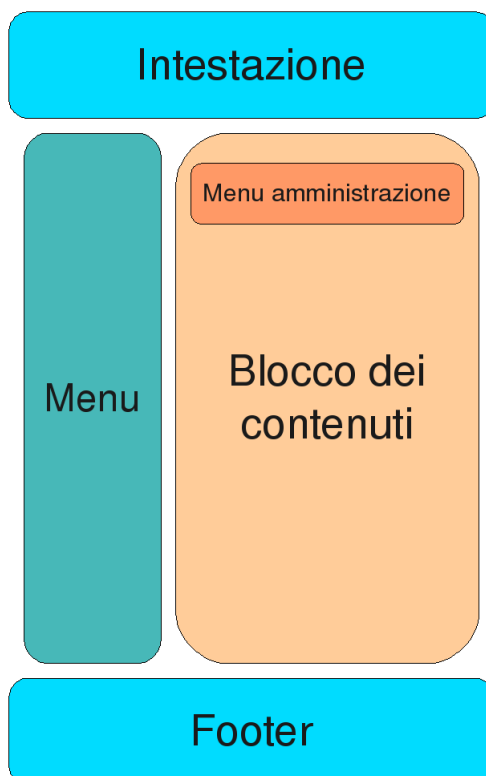 Intestazione
Menu amministrazione
Menu
Blocco dei
contenuti
Footer